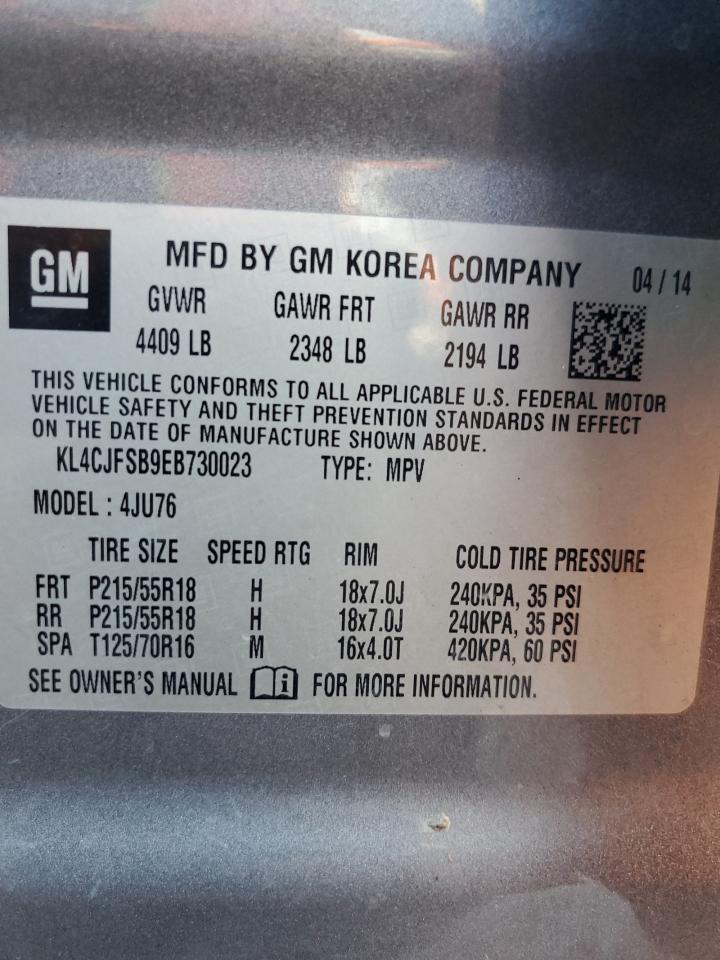 GM
MFD BY GM KOREA COMPANY 04 / 14
GVWR GAWR FRT GAWR RR
4409 LB 2348 LB 2194 LB
THIS VEHICLE CONFORMS TO ALL APPLICABLE U.S. FEDERAL MOTOR
VEHICLE SAFETY AND THEFT PREVENTION STANDARDS IN EFFECT
ON THE DATE OF MANUFACTURE SHOWN ABOVE.
KL4CJFSB9EB730023 TYPE: MPV
MODEL : 4JU76
TIRE SIZE SPEED RTG RIM COLD TIRE PRESSURE
FRT P215/55R18 H 18x7.0J 240KPA, 35 PSI
RR P215/55R18 H 18x7.0J 240KPA, 35 PSI
SPA T125/70R16 M 16x4.0T 420KPA, 60 PSI
SEE OWNER'S MANUAL i FOR MORE INFORMATION.